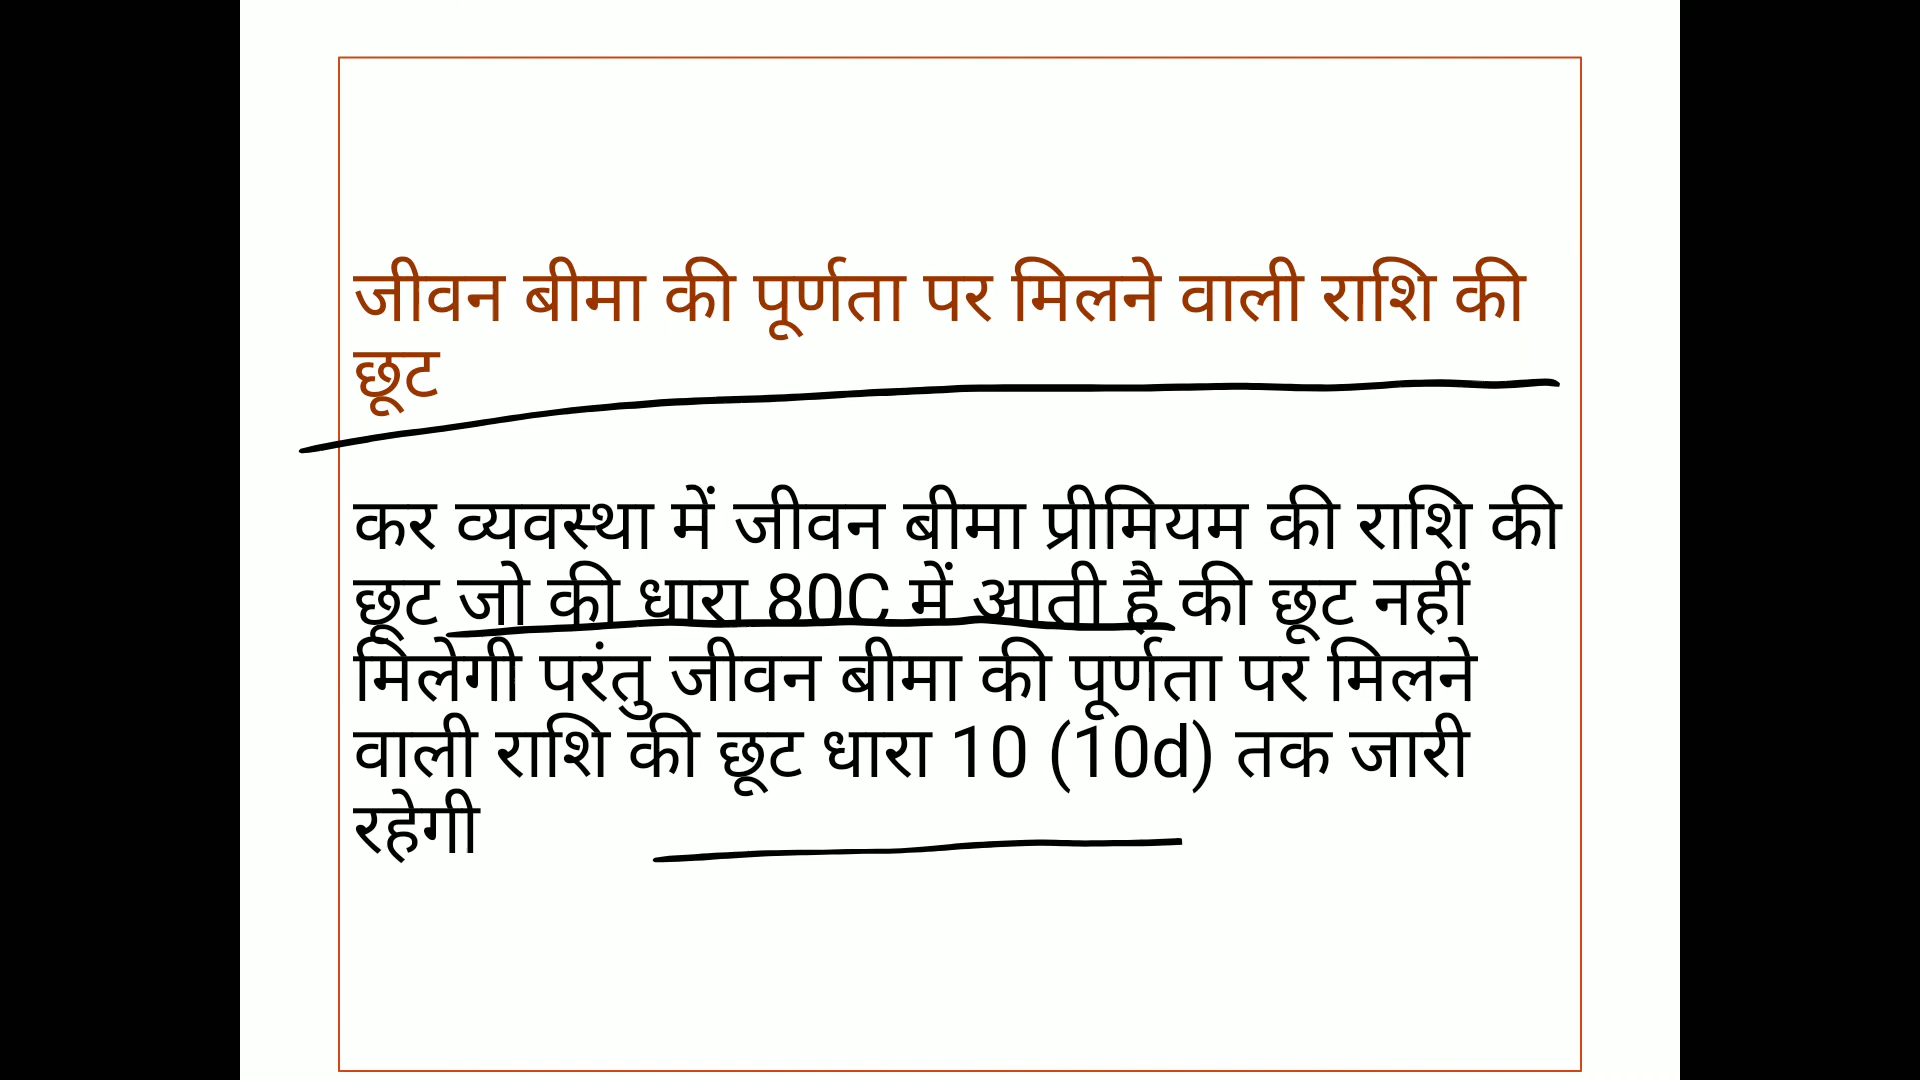 जीवन बीमा की पूर्णता पर मिलने वाली राशि की
छूट
कर व्यवस्था में जीवन बीमा प्रीमियम की राशि की
छूट जो की धारा 80C में आती है की छूट नहीं
मिलेगी परंतु जीवन बीमा की पूर्णता पर मिलने
वाली राशि की छूट धारा 10 (10d) तक जारी
रहेगी